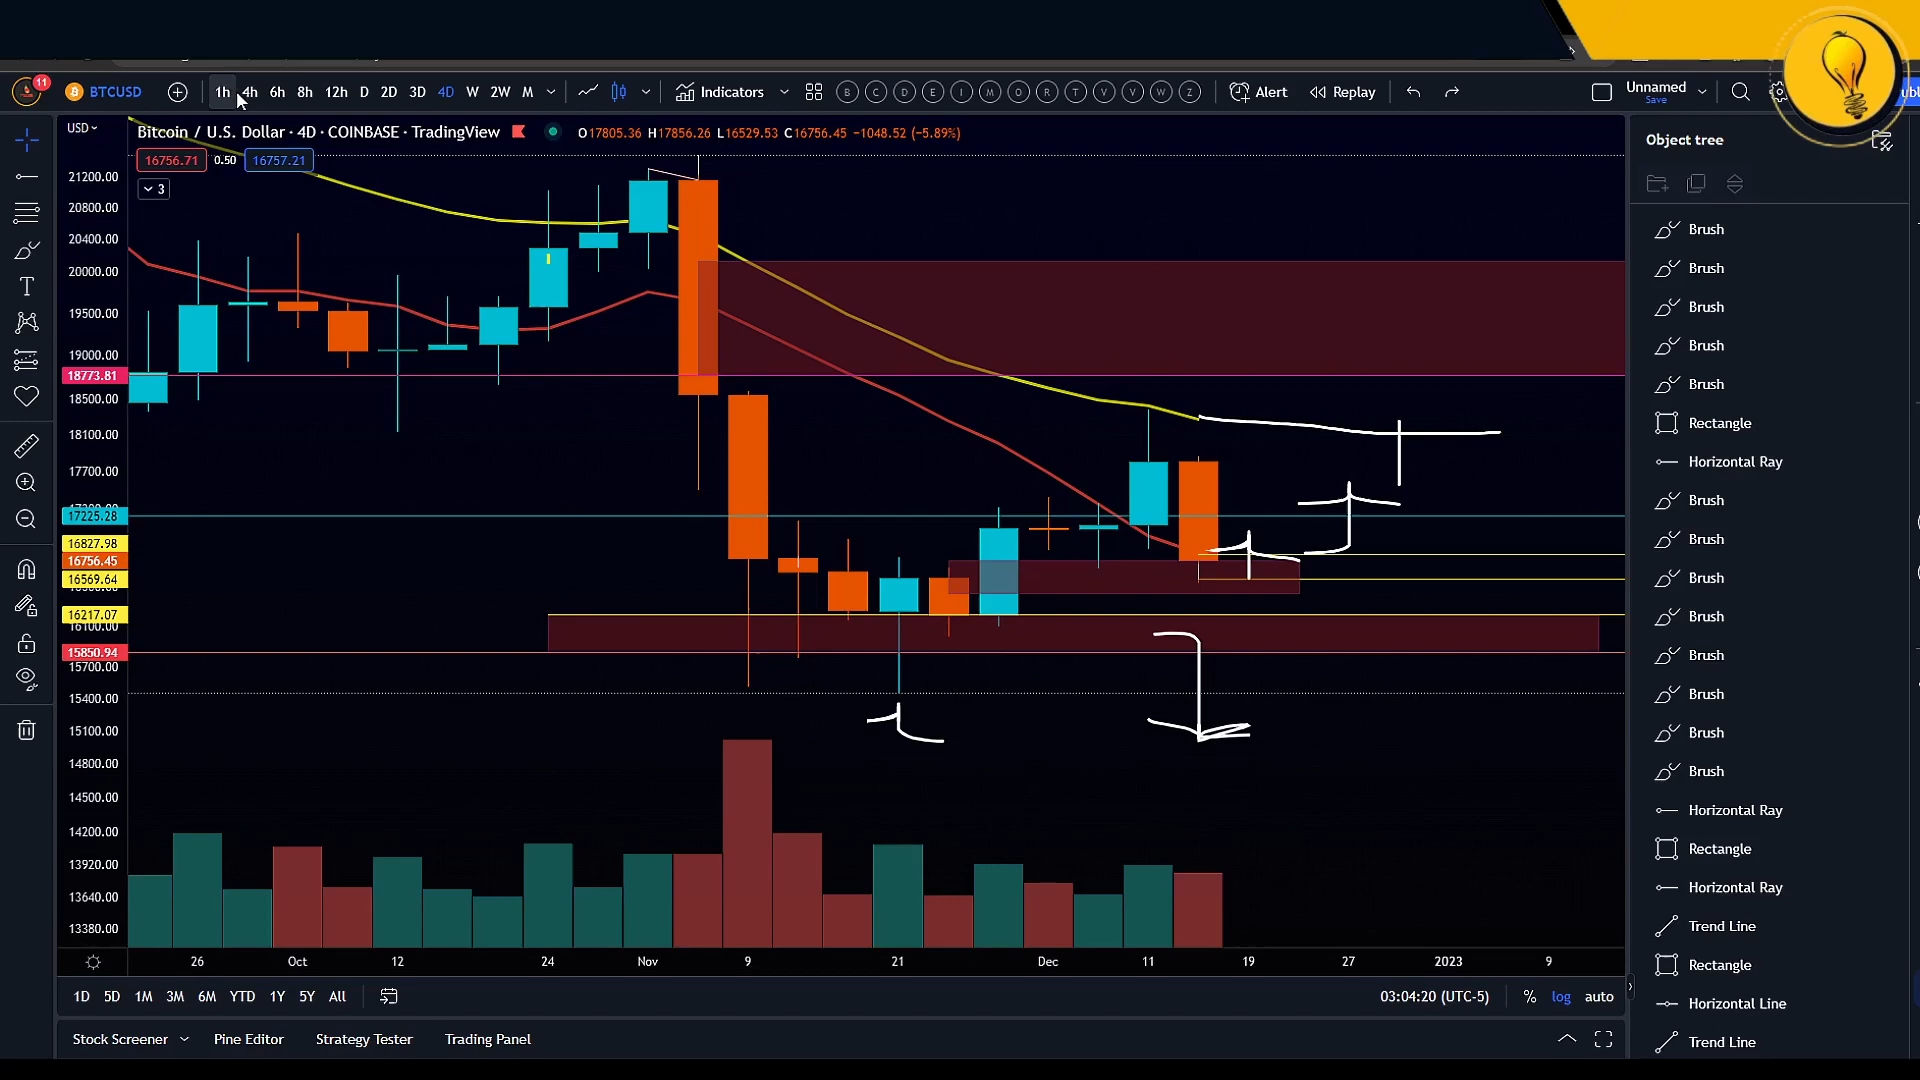 11 BTCUSD 1h 4h 6h 8h 12h D 2D 3D 4D W 2W M Indicators B C D E I M O R T V V W Z Alert Replay Unnamed
Save
USD Bitcoin / U.S. Dollar · 4D · COINBASE · TradingView O17805.36 H17856.26 L16529.53 C16756.45 −1048.52 (−5.89%)
16756.71 0.50 16757.21
3
21200.00
20800.00
20400.00
20000.00
19500.00
19000.00
18773.81
18500.00
18100.00
17700.00
17225.28
16827.98
16756.45
16569.64
16217.07
16100.00
15850.94
15700.00
15400.00
15100.00
14800.00
14500.00
14200.00
13920.00
13640.00
13380.00
26 Oct 12 24 Nov 9 21 Dec 11 19 27 2023 9
1D 5D 1M 3M 6M YTD 1Y 5Y All 03:04:20 (UTC-5) % log auto
Stock Screener Pine Editor Strategy Tester Trading Panel
Object tree
Brush
Brush
Brush
Brush
Brush
Rectangle
Horizontal Ray
Brush
Brush
Brush
Brush
Brush
Brush
Brush
Brush
Horizontal Ray
Rectangle
Horizontal Ray
Trend Line
Rectangle
Horizontal Line
Trend Line